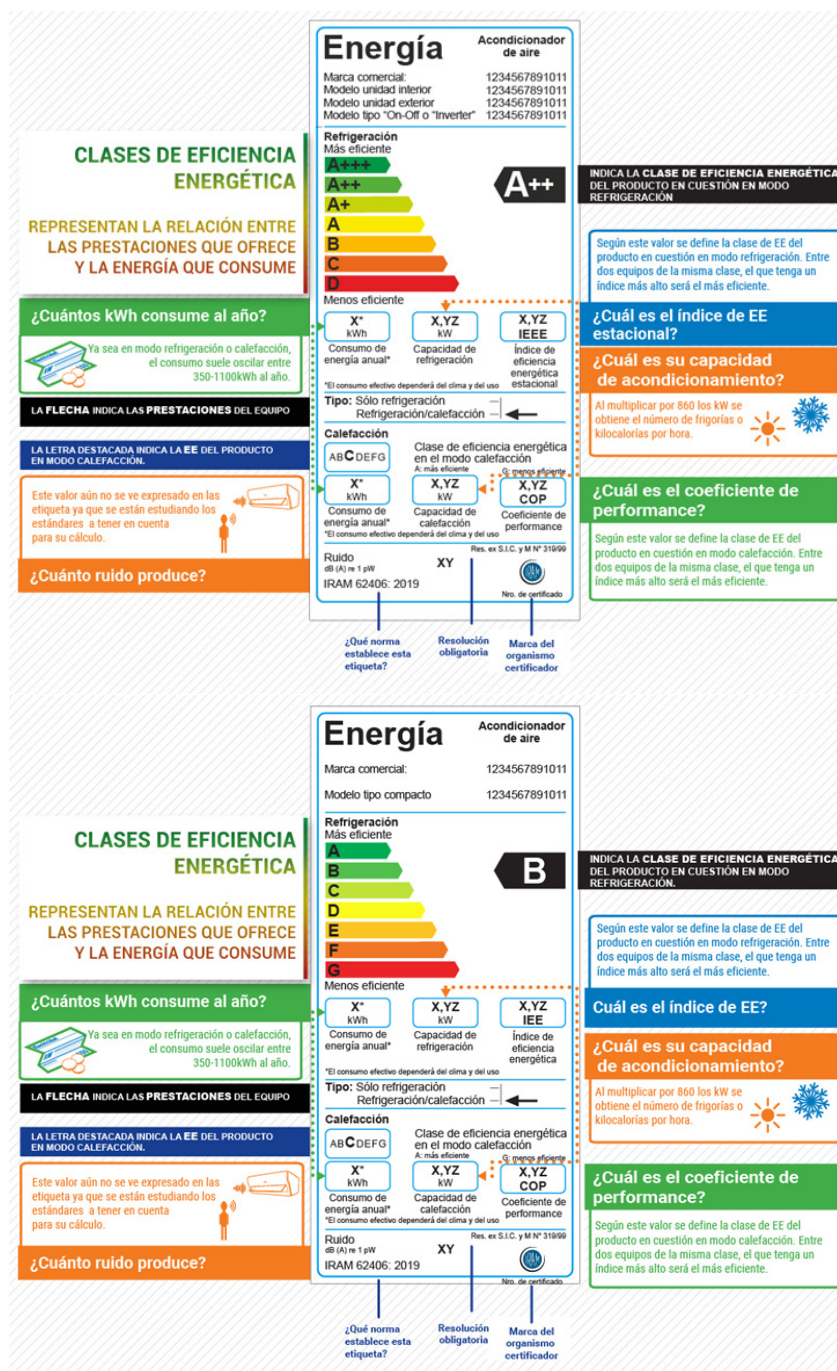 Energía
Acondicionador
de aire
Marca comercial: 1234567891011
Modelo unidad interior 1234567891011
Modelo unidad exterior 1234567891011
Modelo tipo "On-Off o "Inverter" 1234567891011
Refrigeración
Más eficiente
A+++
A++
A+
A
B
C
D
Menos eficiente
A++
INDICA LA CLASE DE EFICIENCIA ENERGÉTICA
DEL PRODUCTO EN CUESTIÓN EN MODO
REFRIGERACIÓN
CLASES DE EFICIENCIA
ENERGÉTICA
REPRESENTAN LA RELACIÓN ENTRE
LAS PRESTACIONES QUE OFRECE
Y LA ENERGÍA QUE CONSUME
Según este valor se define la clase de EE del
producto en cuestión en modo refrigeración. Entre
dos equipos de la misma clase, el que tenga un
índice más alto será el más eficiente.
¿Cuál es el índice de EE
estacional?
¿Cuántos kWh consume al año?
Ya sea en modo refrigeración o calefacción,
el consumo suele oscilar entre
350-1100kWh al año.
X*
kWh
Consumo de
energía anual*
X,YZ
kW
Capacidad de
refrigeración
X,YZ
IEEE
Índice de
eficiencia
energética
estacional
*El consumo efectivo dependerá del clima y del uso
¿Cuál es su capacidad
de acondicionamiento?
Al multiplicar por 860 los kW se
obtiene el número de frigorías o
kilocalorías por hora.
LA FLECHA INDICA LAS PRESTACIONES DEL EQUIPO
Tipo: Sólo refrigeración
Refrigeración/calefacción
LA LETRA DESTACADA INDICA LA EE DEL PRODUCTO
EN MODO CALEFACCIÓN.
Calefacción
ABCDEFG
Clase de eficiencia energética
en el modo calefacción
A: más eficiente
G: menos eficiente
X*
kWh
Consumo de
energía anual*
X,YZ
kW
Capacidad de
calefacción
X,YZ
COP
Coeficiente de
performance
*El consumo efectivo dependerá del clima y del uso
Este valor aún no se ve expresado en las
etiqueta ya que se están estudiando los
estándares a tener en cuenta
para su cálculo.
¿Cuánto ruido produce?
¿Cuál es el coeficiente de
performance?
Según este valor se define la clase de EE del
producto en cuestión en modo calefacción. Entre
dos equipos de la misma clase, el que tenga un
índice más alto será el más eficiente.
Ruido
dB (A) re 1 pW
XY
Res. ex S.I.C. y M N° 319/99
IRAM 62406: 2019
IRAM
Nro. de certificado
¿Qué norma
establece esta
etiqueta?
Resolución
obligatoria
Marca del
organismo
certificador
Energía
Acondicionador
de aire
Marca comercial: 1234567891011
Modelo tipo compacto 1234567891011
Refrigeración
Más eficiente
A
B
C
D
E
F
G
Menos eficiente
B
INDICA LA CLASE DE EFICIENCIA ENERGÉTICA
DEL PRODUCTO EN CUESTIÓN EN MODO
REFRIGERACIÓN.
CLASES DE EFICIENCIA
ENERGÉTICA
REPRESENTAN LA RELACIÓN ENTRE
LAS PRESTACIONES QUE OFRECE
Y LA ENERGÍA QUE CONSUME
Según este valor se define la clase de EE del
producto en cuestión en modo refrigeración. Entre
dos equipos de la misma clase, el que tenga un
índice más alto será el más eficiente.
Cuál es el índice de EE?
¿Cuántos kWh consume al año?
Ya sea en modo refrigeración o calefacción,
el consumo suele oscilar entre
350-1100kWh al año.
X*
kWh
Consumo de
energía anual*
X,YZ
kW
Capacidad de
refrigeración
X,YZ
IEE
Índice de
eficiencia
energética
*El consumo efectivo dependerá del clima y del uso
¿Cuál es su capacidad
de acondicionamiento?
Al multiplicar por 860 los kW se
obtiene el número de frigorías o
kilocalorías por hora.
LA FLECHA INDICA LAS PRESTACIONES DEL EQUIPO
Tipo: Sólo refrigeración
Refrigeración/calefacción
LA LETRA DESTACADA INDICA LA EE DEL PRODUCTO
EN MODO CALEFACCIÓN.
Calefacción
ABCDEFG
Clase de eficiencia energética
en el modo calefacción
A: más eficiente
G: menos eficiente
X*
kWh
Consumo de
energía anual*
X,YZ
kW
Capacidad de
calefacción
X,YZ
COP
Coeficiente de
performance
*El consumo efectivo dependerá del clima y del uso
Este valor aún no se ve expresado en las
etiqueta ya que se están estudiando los
estándares a tener en cuenta
para su cálculo.
¿Cuánto ruido produce?
¿Cuál es el coeficiente de
performance?
Según este valor se define la clase de EE del
producto en cuestión en modo calefacción. Entre
dos equipos de la misma clase, el que tenga un
índice más alto será el más eficiente.
Ruido
dB (A) re 1 pW
XY
Res. ex S.I.C. y M N° 319/99
IRAM 62406: 2019
IRAM
Nro. de certificado
¿Qué norma
establece esta
etiqueta?
Resolución
obligatoria
Marca del
organismo
certificador